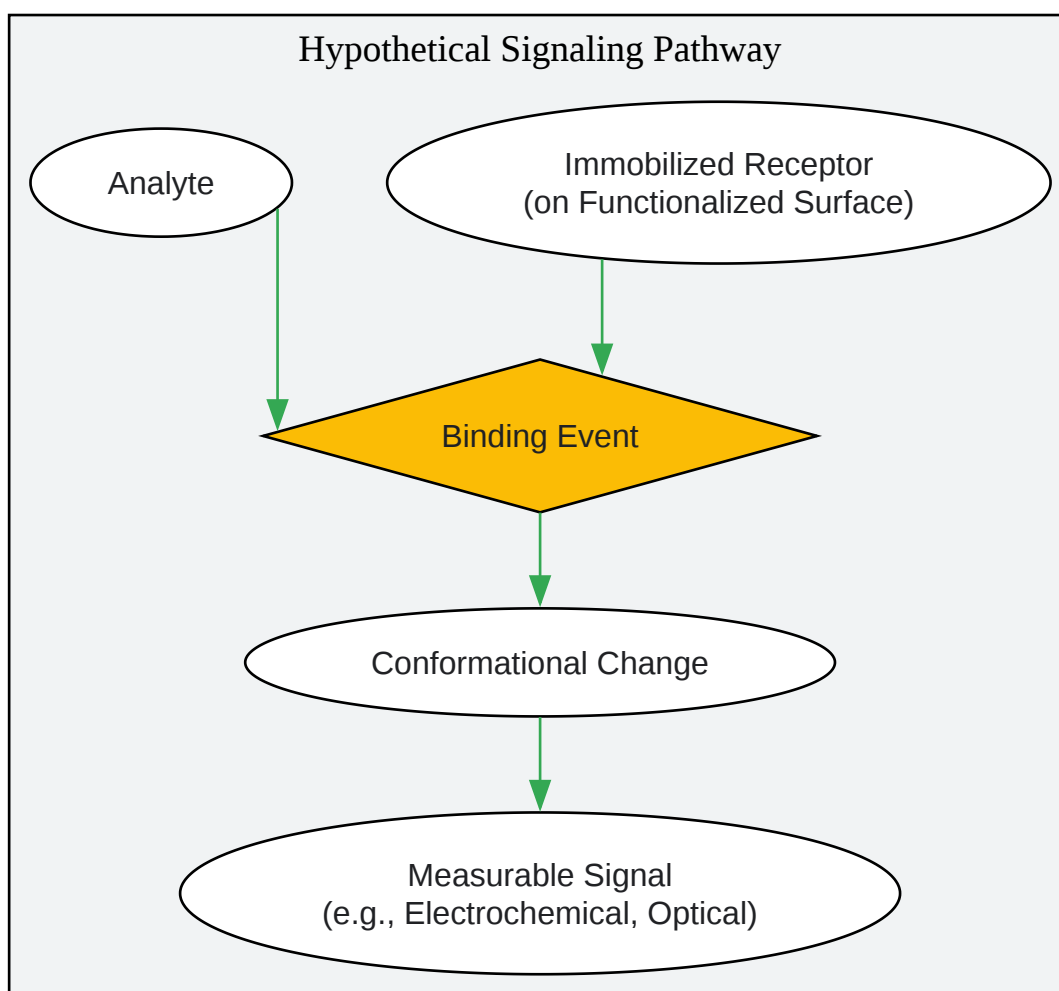 Hypothetical Signaling Pathway
Analyte
Immobilized Receptor
(on Functionalized Surface)
Binding Event
Conformational Change
Measurable Signal
(e.g., Electrochemical, Optical)